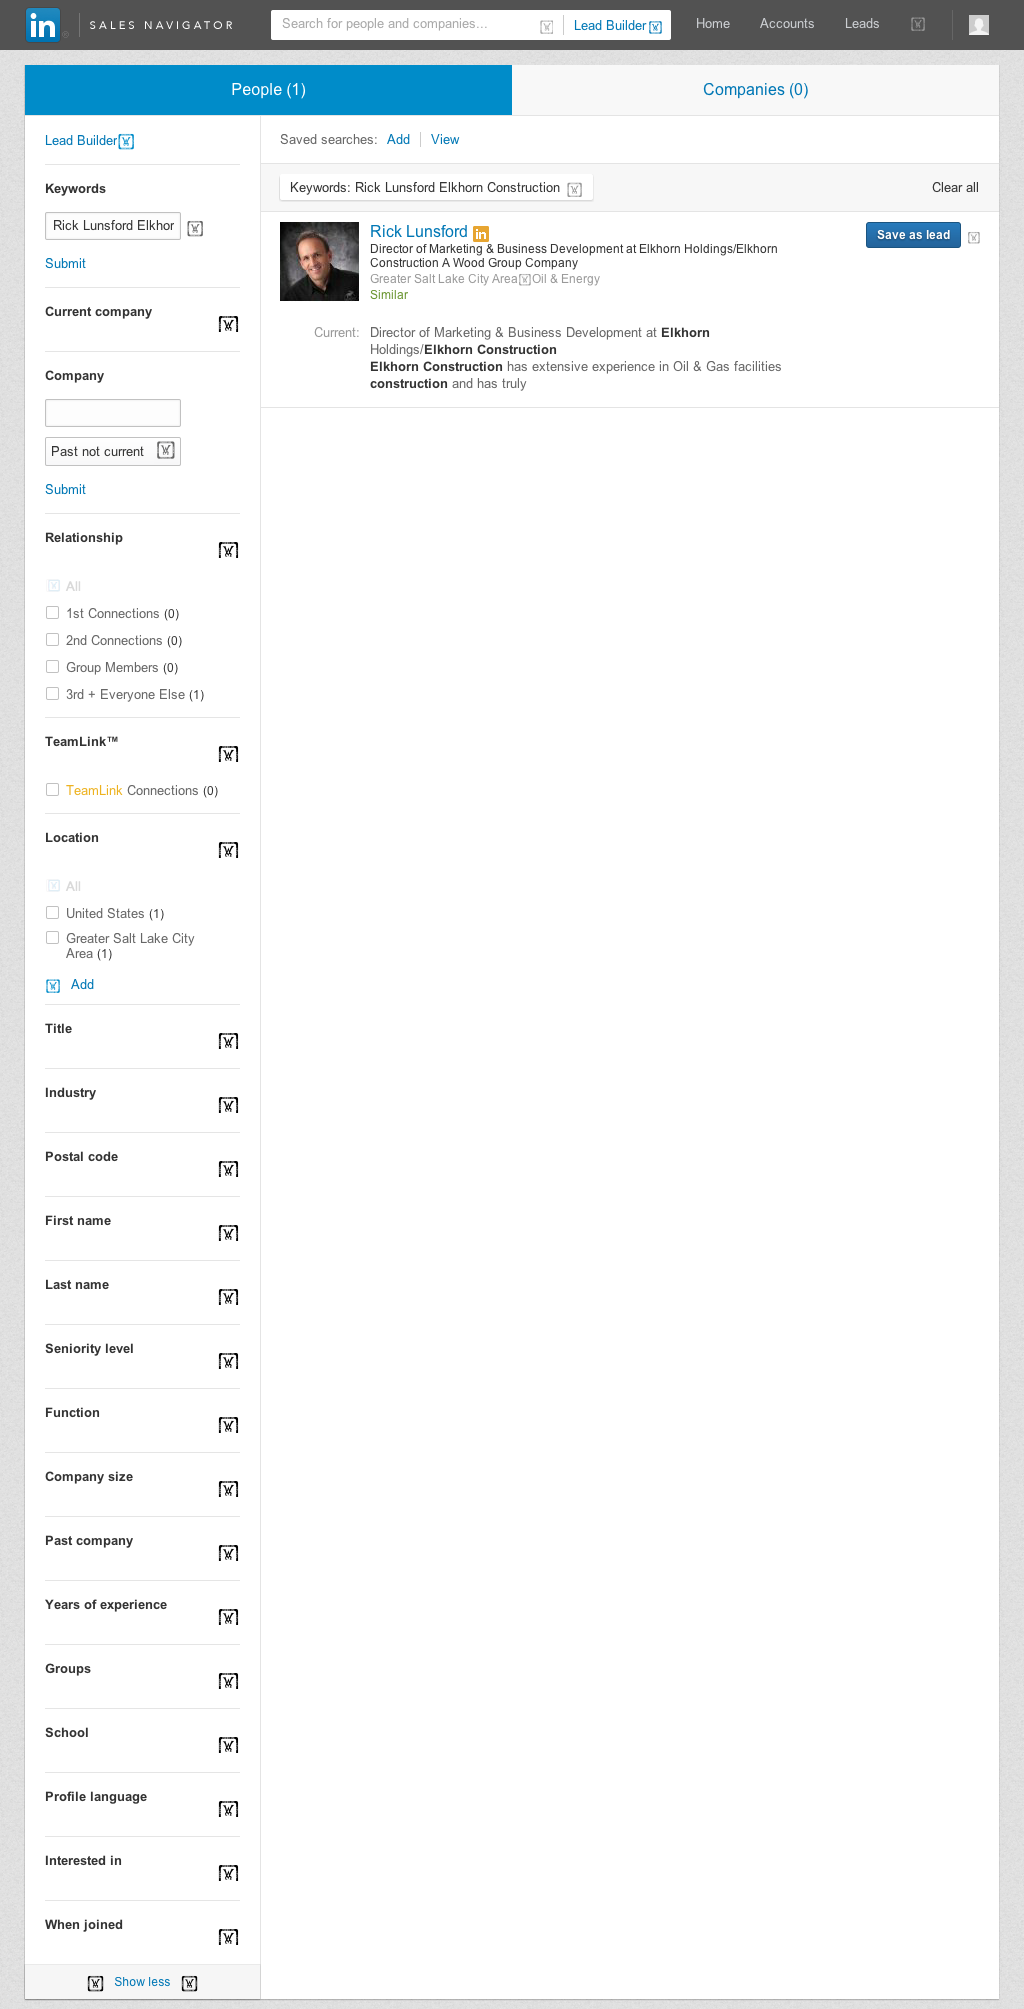 in
SALES NAVIGATOR
Search for people and companies...
Lead Builder
Home
Accounts
Leads
People (1)
Companies (0)
Lead Builder
Keywords
Rick Lunsford Elkhor
Submit
Current company
Company
Past not current
Submit
Relationship
All
1st Connections (0)
2nd Connections (0)
Group Members (0)
3rd + Everyone Else (1)
TeamLink™
TeamLink Connections (0)
Location
All
United States (1)
Greater Salt Lake City
Area (1)
Add
Title
Industry
Postal code
First name
Last name
Seniority level
Function
Company size
Past company
Years of experience
Groups
School
Profile language
Interested in
When joined
Show less
Saved searches: Add View
Keywords: Rick Lunsford Elkhorn Construction
Clear all
Rick Lunsford in
Save as lead
Director of Marketing & Business Development at Elkhorn Holdings/Elkhorn
Construction A Wood Group Company
Greater Salt Lake City Area Oil & Energy
Similar
Current: Director of Marketing & Business Development at Elkhorn
Holdings/Elkhorn Construction
Elkhorn Construction has extensive experience in Oil & Gas facilities
construction and has truly